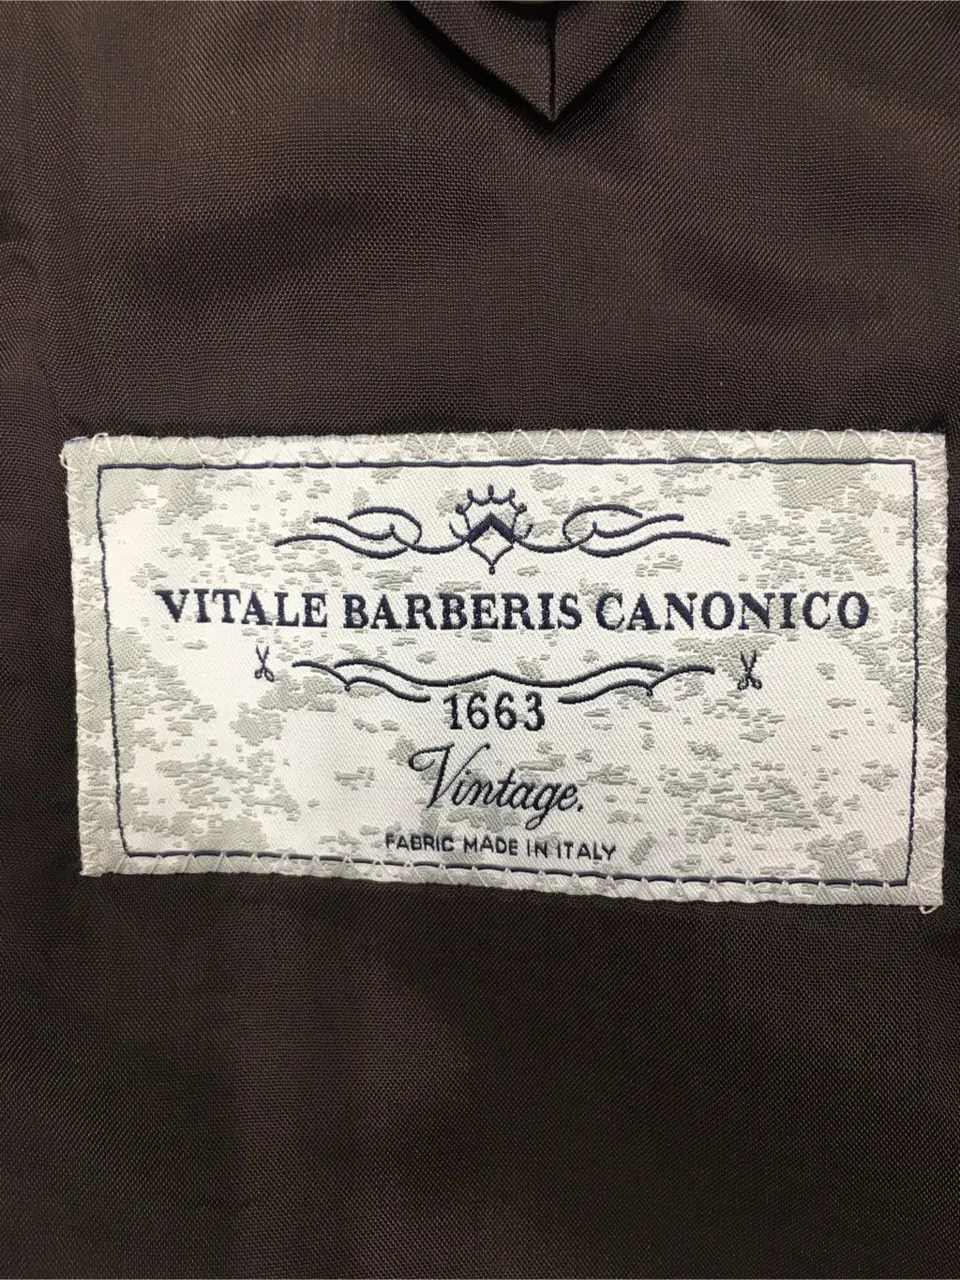 VITALE BARBERIS CANONICO
1663
Vintage.
FABRIC MADE IN ITALY